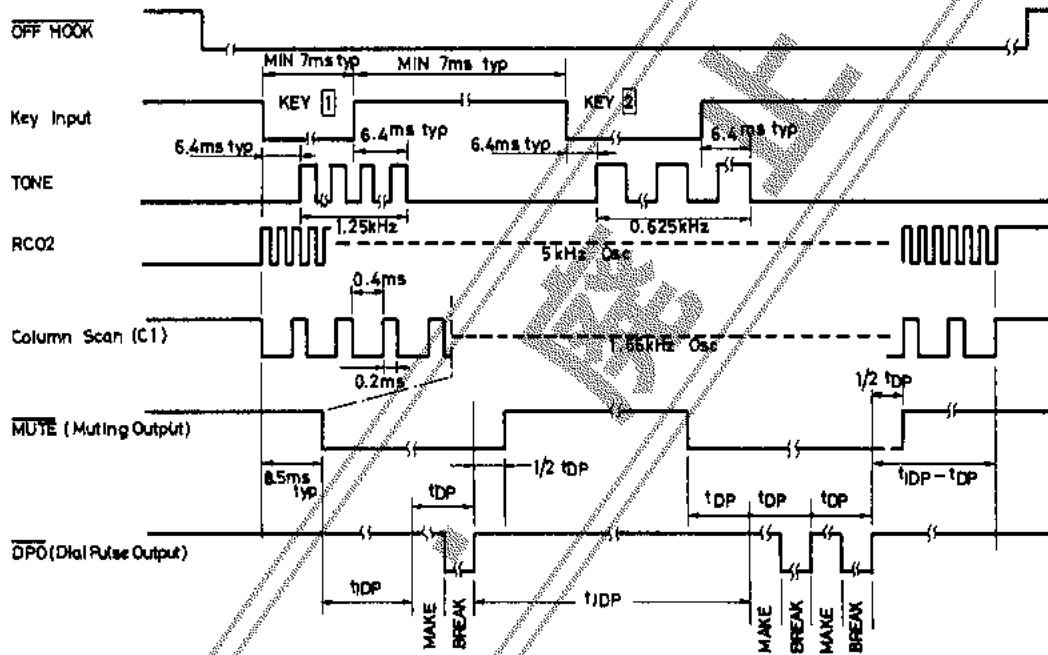 OFF HOOK
MIN 7ms typ
MIN 7ms typ
Key Input
KEY 1
KEY 2
6.4ms typ
6.4ms typ
6.4ms typ
6.4ms typ
TONE
1.25kHz
0.625kHz
RCO2
5kHz Osc
0.4ms
Column Scan (C1)
1.66kHz Osc
0.2ms
1/2 tDP
MUTE (Muting Output)
8.5ms typ
tDP
1/2 tDP
tDP
tDP
tDP
tIDP-tDP
DPO (Dial Pulse Output)
tIDP
MAKE
BREAK
tIDP
MAKE
BREAK
MAKE
BREAK